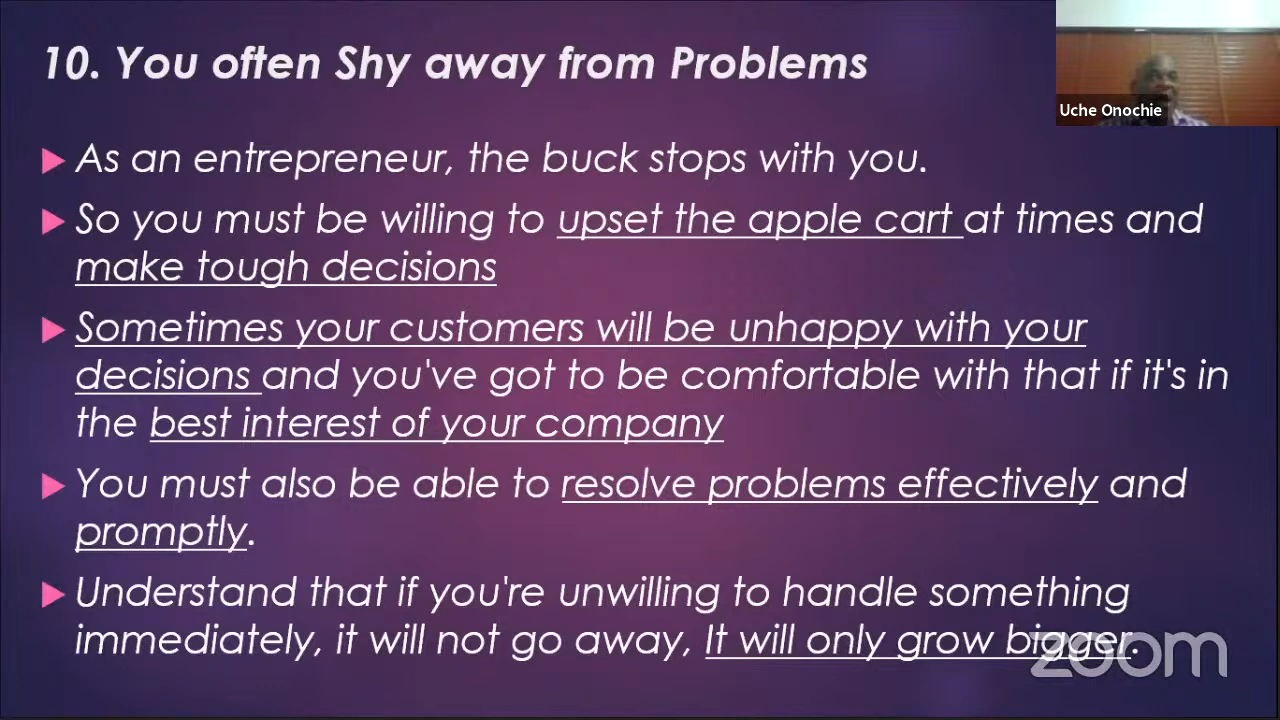 10. You often Shy away from Problems
Uche Onochie
As an entrepreneur, the buck stops with you.
So you must be willing to upset the apple cart at times and
make tough decisions
Sometimes your customers will be unhappy with your
decisions and you've got to be comfortable with that if it's in
the best interest of your company
You must also be able to resolve problems effectively and
promptly.
Understand that if you're unwilling to handle something
immediately, it will not go away, It will only grow bigger.
zoom